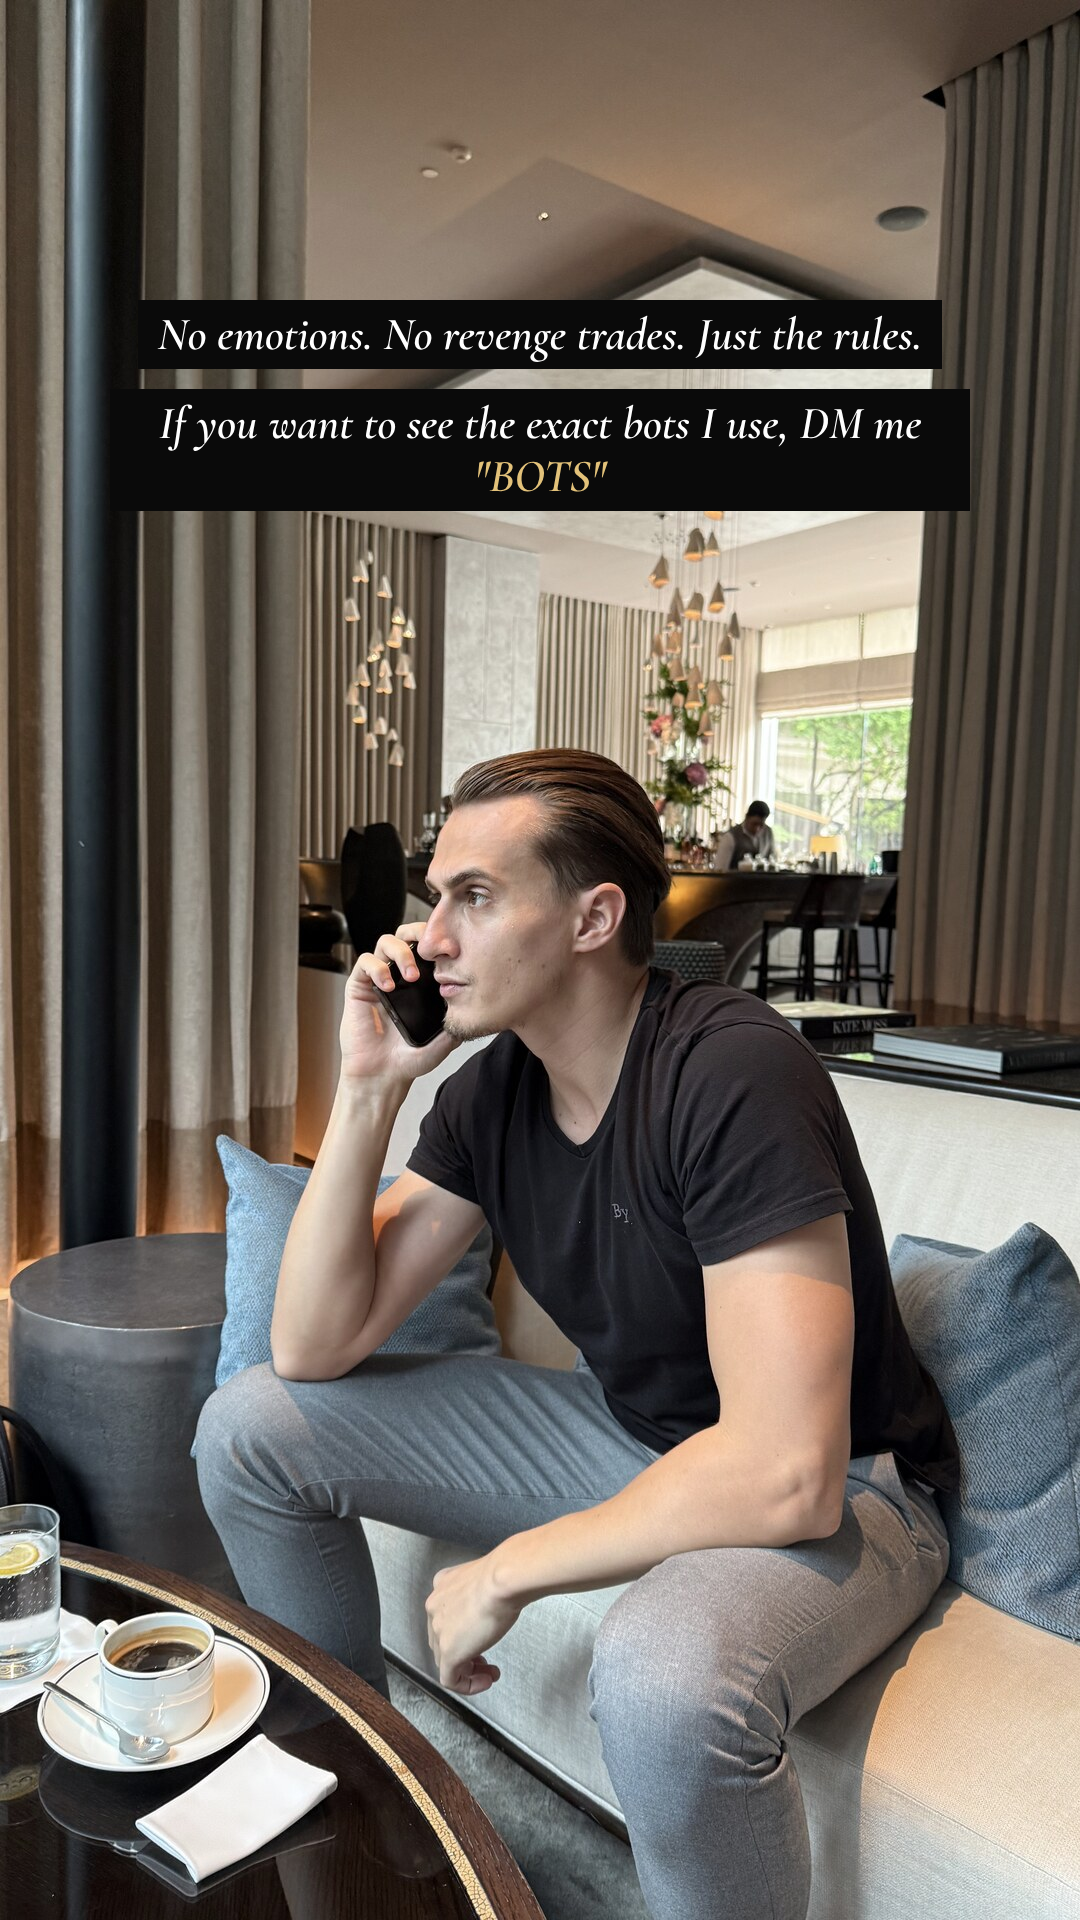 No emotions. No revenge trades. Just the rules.
If you want to see the exact bots I use, DM me
"BOTS"
By
KATE MOSS